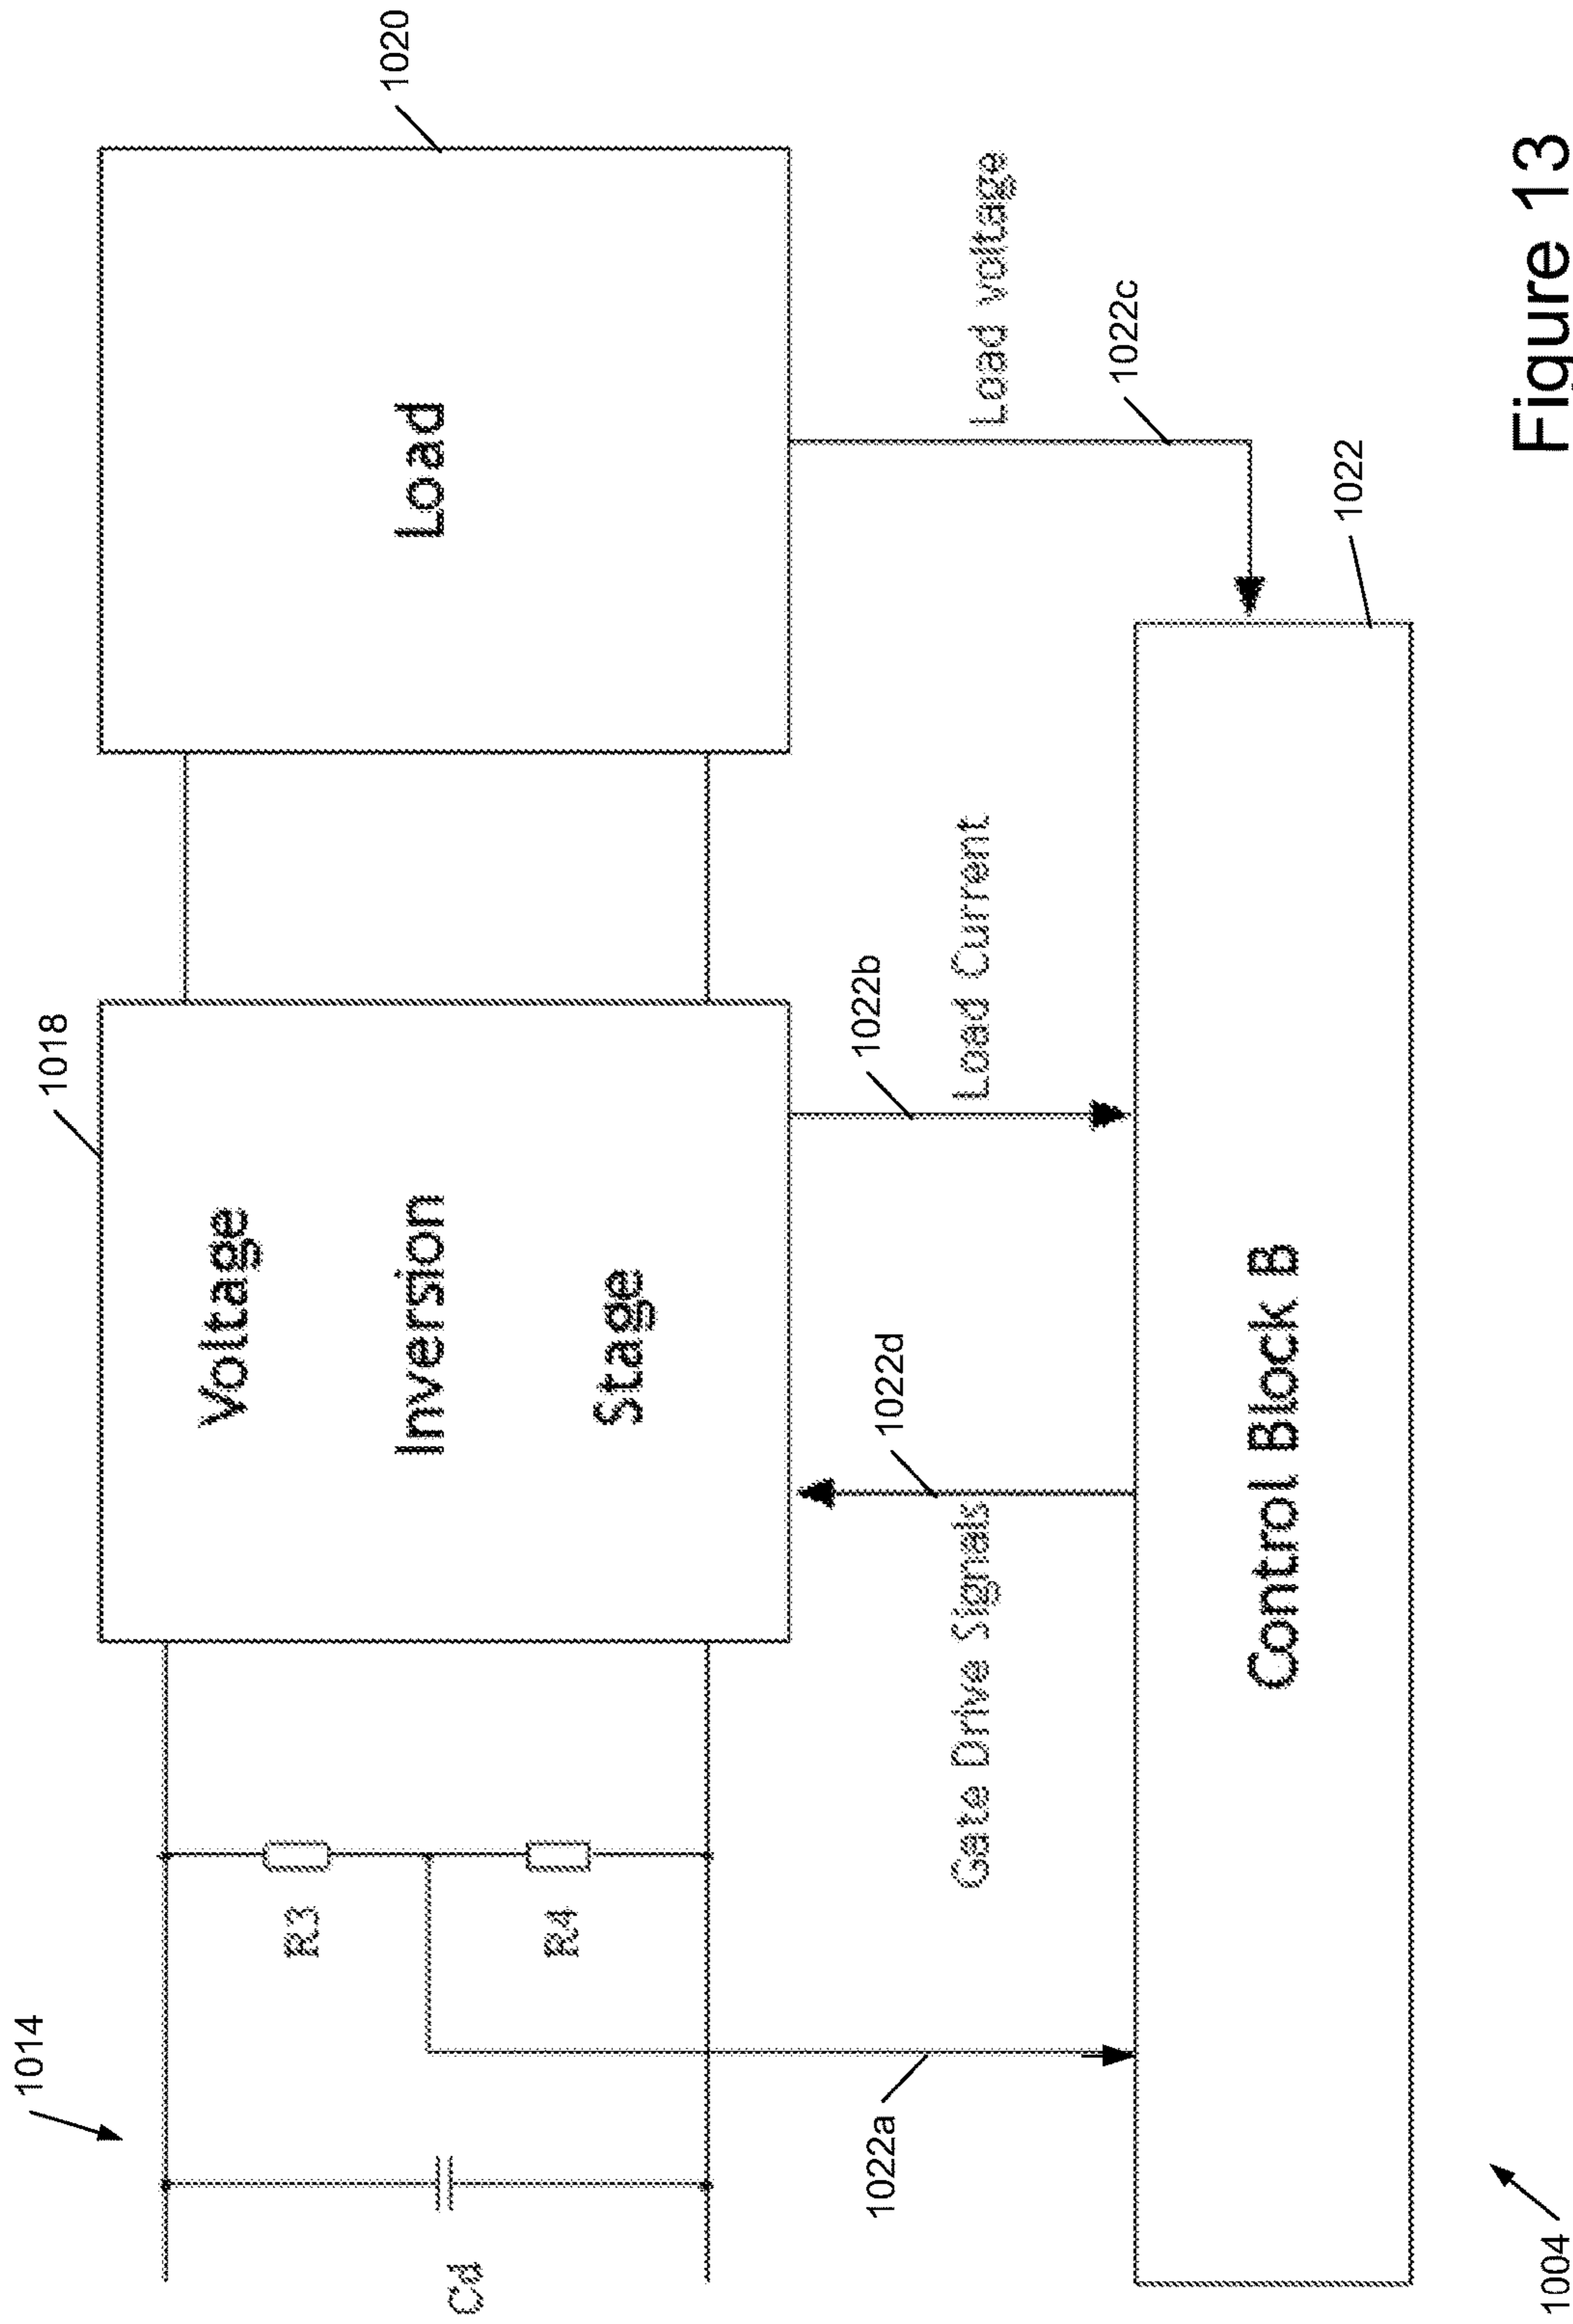 1014
1018
1020
Voltage
Inversion
Stage
Load
R3
R4
Cd
1022a
Gate Drive Signals
1022d
1022b
Load Current
Load voltage
1022c
Control Block B
1022
1004
Figure 13